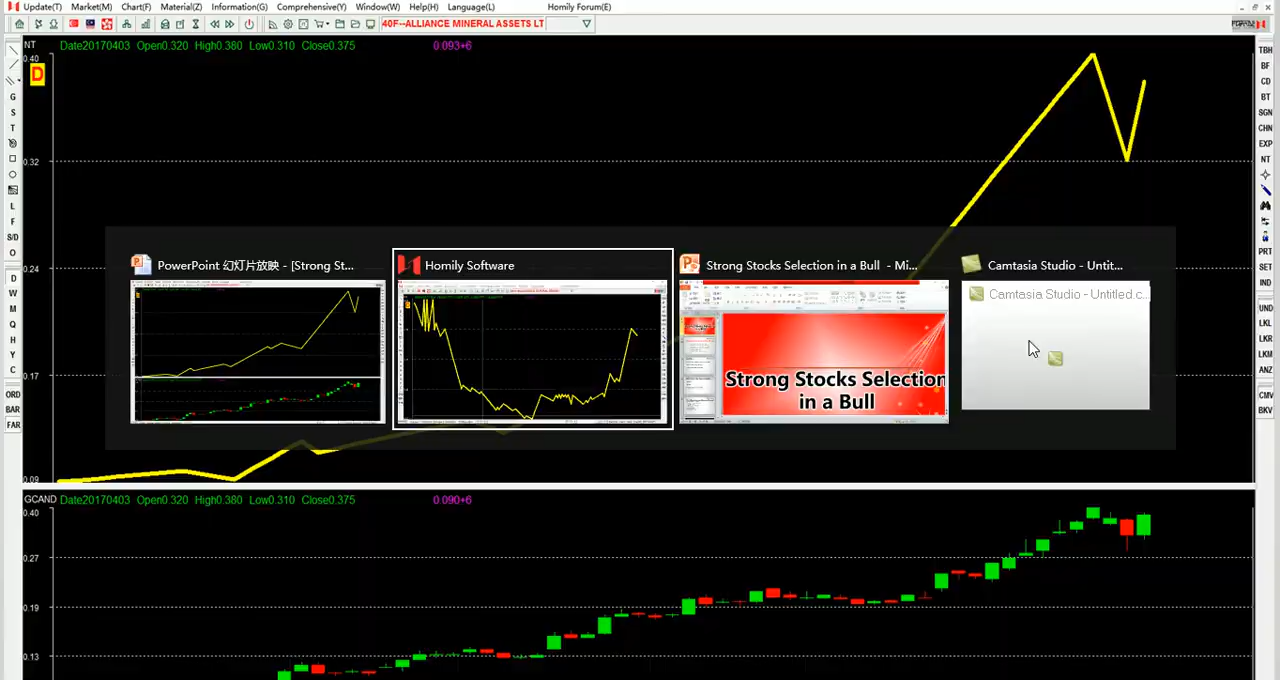 Update(T) Market(M) Chart(F) Material(Z) Information(G) Comprehensive(Y) Window(W) Help(H) Language(L) Homily Forum(E)
40F--ALLIANCE MINERAL ASSETS LT
NT Date20170403 Open0.320 High0.380 Low0.310 Close0.375 0.093+6
0.40
D
0.32
0.24
0.17
0.09
PowerPoint 幻灯片放映 - [Strong St...
Homily Software
Strong Stocks Selection in a Bull - Mi...
Camtasia Studio - Untit...
Camtasia Studio - Untitled.c...
Strong Stocks Selection
in a Bull
GCAND Date20170403 Open0.320 High0.380 Low0.310 Close0.375 0.090+6
0.40
0.27
0.19
0.13
G
S
T
L
F
S/D
O
D
W
M
Q
H
Y
C
ORD
BAR
FAR
TBH
BF
CD
BT
SGN
CHN
EXP
NT
PRT
SET
IND
UND
LKL
LKR
LKM
ANZ
CMV
BKV